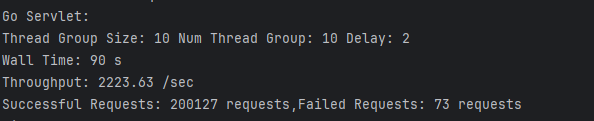 Go Servlet:
Thread Group Size: 10 Num Thread Group: 10 Delay: 2
Wall Time: 90 s
Throughput: 2223.63 /sec
Successful Requests: 200127 requests,Failed Requests: 73 requests